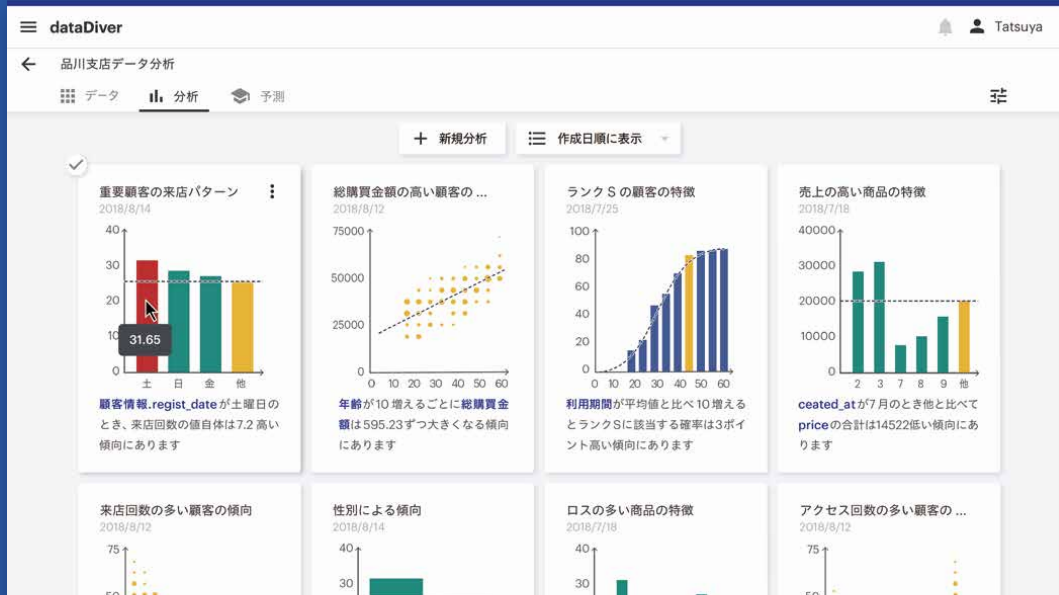 dataDiver
Tatsuya
品川支店データ分析
データ
分析
予測
新規分析
作成日順に表示
重要顧客の来店パターン
2018/8/14
40
30
20
10
0
31.65
土 日 金 他
顧客情報.regist_dateが土曜日の
とき、来店回数の値自体は7.2 高い
傾向にあります
総購買金額の高い顧客の ...
2018/8/12
75000
50000
25000
0
0 10 20 30 40 50 60
年齢が10 増えるごとに総購買金
額は595.23ずつ大きくなる傾向
にあります
ランク S の顧客の特徴
2018/7/25
100
80
60
40
20
0
0 10 20 30 40 50 60
利用期間が平均値と比べ 10 増える
とランクSに該当する確率は3ポイ
ント高い傾向にあります
売上の高い商品の特徴
2018/7/18
40000
30000
20000
10000
0
2 3 7 8 9 他
ceated_atが7月のとき他と比べて
priceの合計は14522低い傾向にあ
ります
来店回数の多い顧客の傾向
2018/8/12
75
50
性別による傾向
2018/8/14
40
30
ロスの多い商品の特徴
2018/7/18
40
30
アクセス回数の多い顧客の ...
2018/8/12
75
50